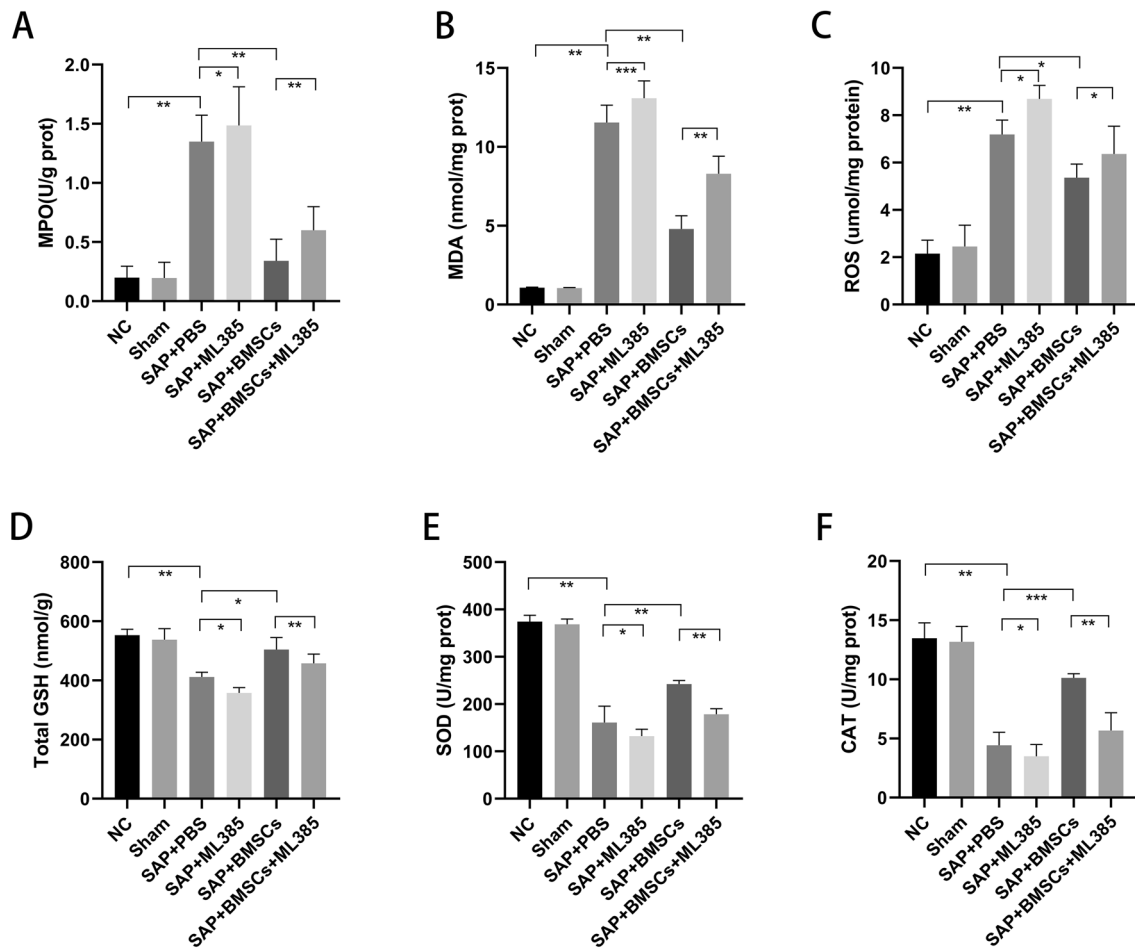 A
MPO(U/g prot)
2.0
1.5
1.0
0.5
0.0
**
**
*
**
NC
Sham
SAP+PBS
SAP+ML385
SAP+BMSCs
SAP+BMSCs+ML385
B
MDA (nmol/mg prot)
15
10
5
0
**
**
***
**
NC
Sham
SAP+PBS
SAP+ML385
SAP+BMSCs
SAP+BMSCs+ML385
C
ROS (umol/mg protein)
10
8
6
4
2
0
**
*
*
*
NC
Sham
SAP+PBS
SAP+ML385
SAP+BMSCs
SAP+BMSCs+ML385
D
Total GSH (nmol/g)
800
600
400
200
0
**
*
*
**
NC
Sham
SAP+PBS
SAP+ML385
SAP+BMSCs
SAP+BMSCs+ML385
E
SOD (U/mg prot)
500
400
300
200
100
0
**
**
*
**
NC
Sham
SAP+PBS
SAP+ML385
SAP+BMSCs
SAP+BMSCs+ML385
F
CAT (U/mg prot)
20
15
10
5
0
**
***
*
**
NC
Sham
SAP+PBS
SAP+ML385
SAP+BMSCs
SAP+BMSCs+ML385